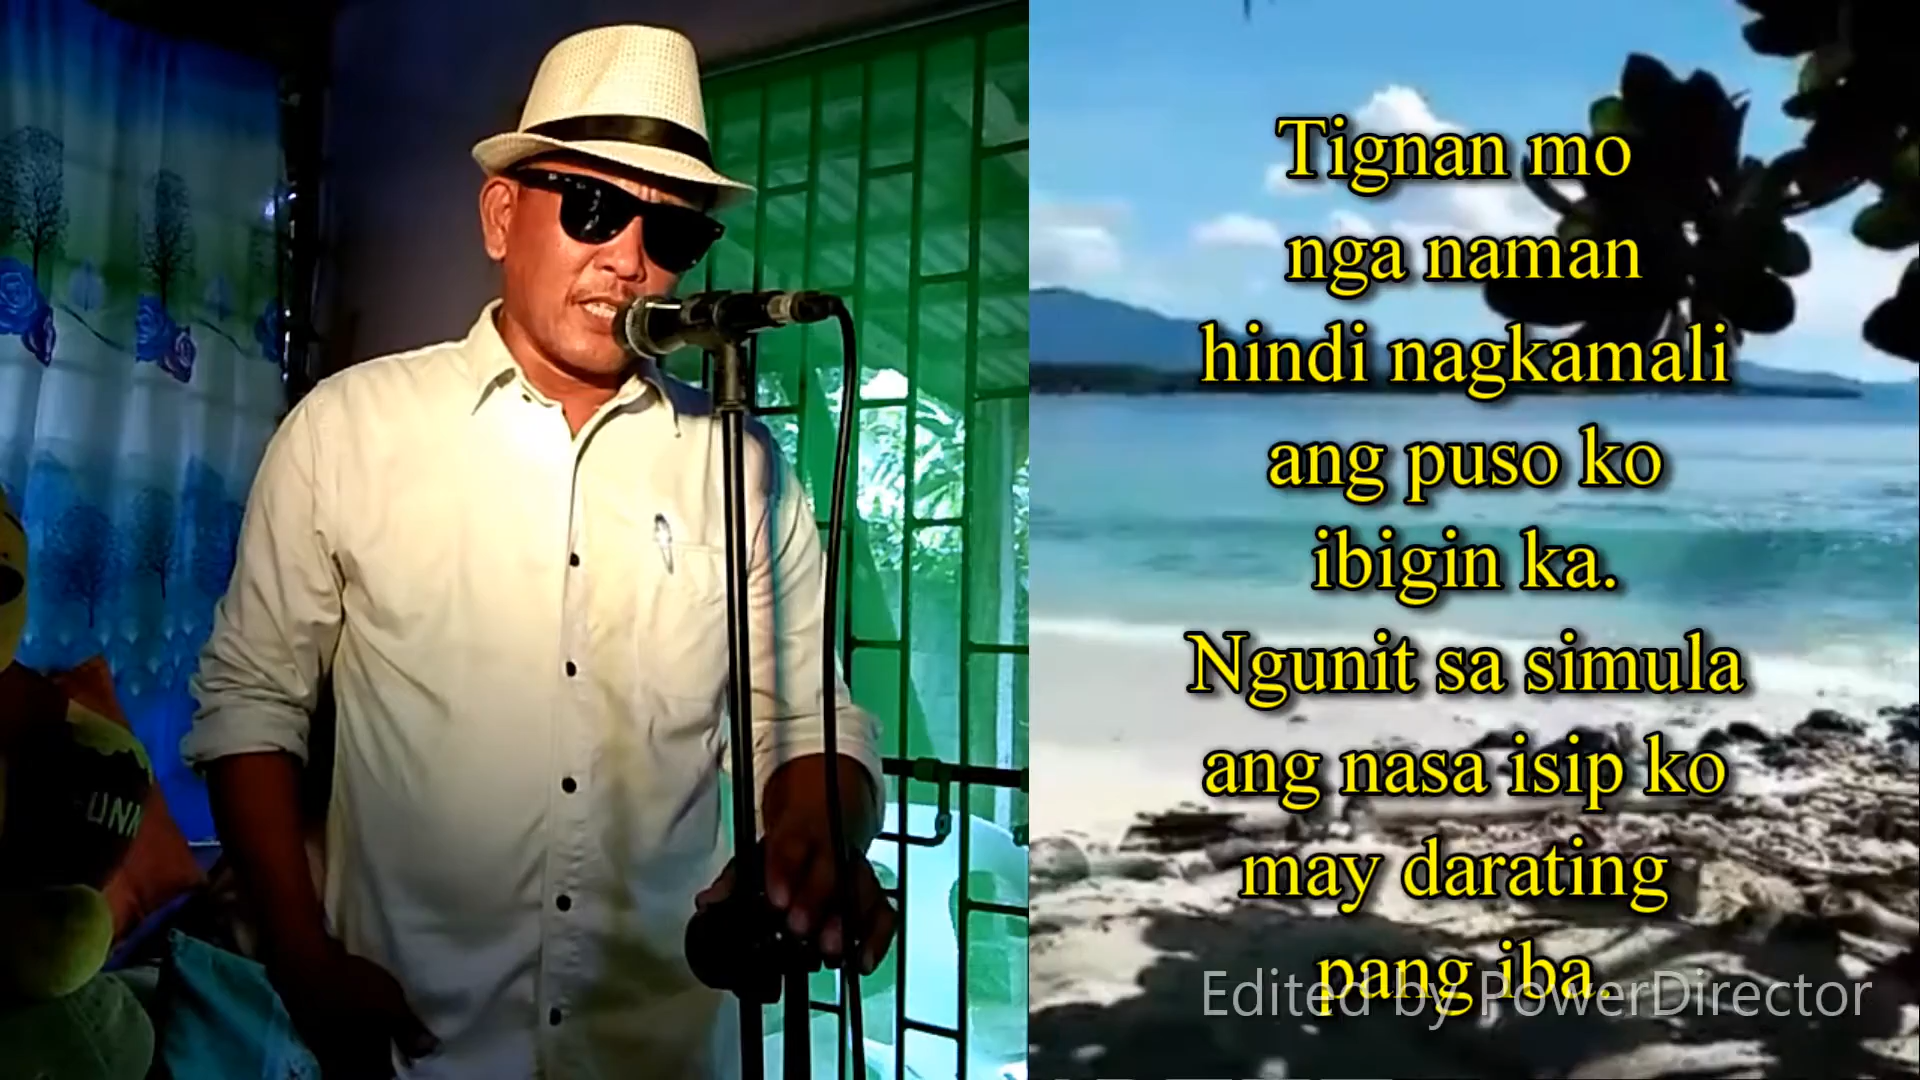 Tignan mo
nga naman
hindi nagkamali
ang puso ko
ibigin ka.
Ngunit sa simula
ang nasa isip ko
may darating
pang iba.
Edited by PowerDirector